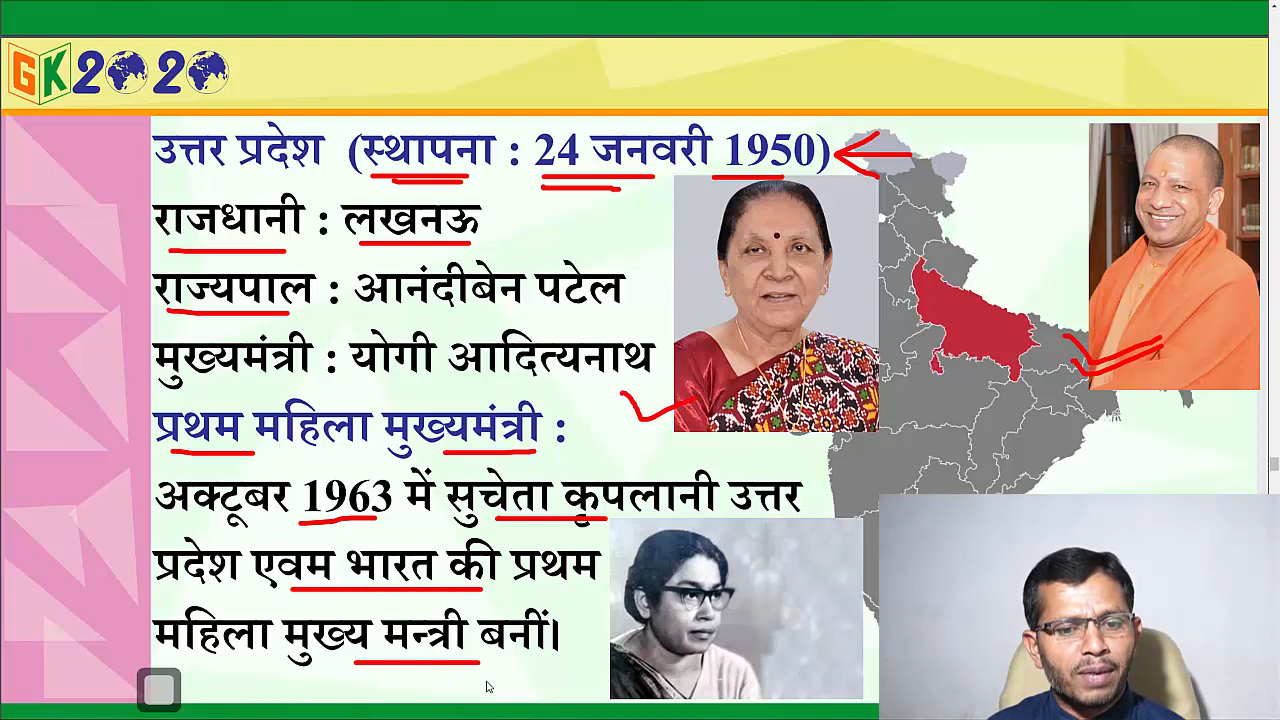 GK2020
उत्तर प्रदेश (स्थापना : 24 जनवरी 1950)
राजधानी : लखनऊ
राज्यपाल : आनंदीबेन पटेल
मुख्यमंत्री : योगी आदित्यनाथ
प्रथम महिला मुख्यमंत्री :
अक्टूबर 1963 में सुचेता कृपलानी उत्तर
प्रदेश एवम भारत की प्रथम
महिला मुख्य मन्त्री बनीं।